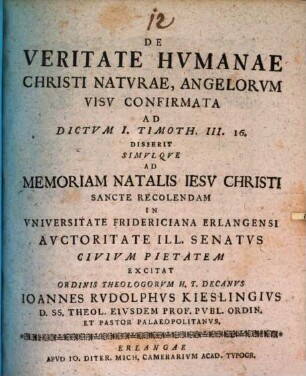 12
DE
VERITATE HVMANAE
CHRISTI NATVRAE, ANGELORVM
VISV CONFIRMATA
AD
DICTVM I. TIMOTH. III. 16.
DISSERIT
SIMVLQVE
AD
MEMORIAM NATALIS IESV CHRISTI
SANCTE RECOLENDAM
IN
VNIVERSITATE FRIDERICIANA ERLANGENSI
AVCTORITATE ILL. SENATVS
CIVIVM PIETATEM
EXCITAT
ORDINIS THEOLOGORVM H. T. DECANVS
IOANNES RVDOLPHVS KIESLINGIVS
D. SS. THEOL. EIVSDEM PROF. PVBL. ORDIN.
ET PASTOR PALAEOPOLITANVS.
ERLANGAE
APVD IO. DITER. MICH. CAMERARIVM ACAD. TYPOGR.